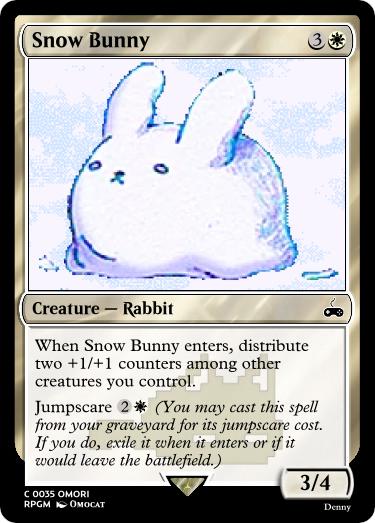 Snow Bunny 3
Creature — Rabbit
When Snow Bunny enters, distribute
two +1/+1 counters among other
creatures you control.
Jumpscare 2 (You may cast this spell
from your graveyard for its jumpscare cost.
If you do, exile it when it enters or if it
would leave the battlefield.)
3/4
C 0035 OMORI
RPGM Omocat
Denny